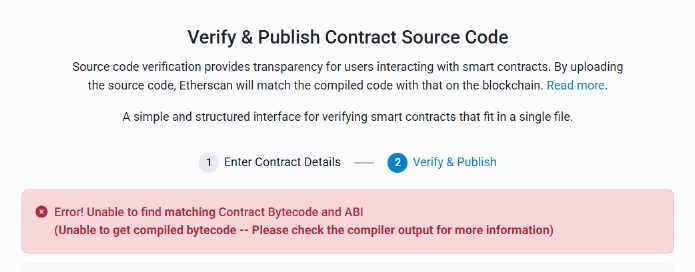 Verify & Publish Contract Source Code
Source code verification provides transparency for users interacting with smart contracts. By uploading
the source code, Etherscan will match the compiled code with that on the blockchain. Read more.
A simple and structured interface for verifying smart contracts that fit in a single file.
1 Enter Contract Details 2 Verify & Publish
Error! Unable to find matching Contract Bytecode and ABI
(Unable to get compiled bytecode -- Please check the compiler output for more information)